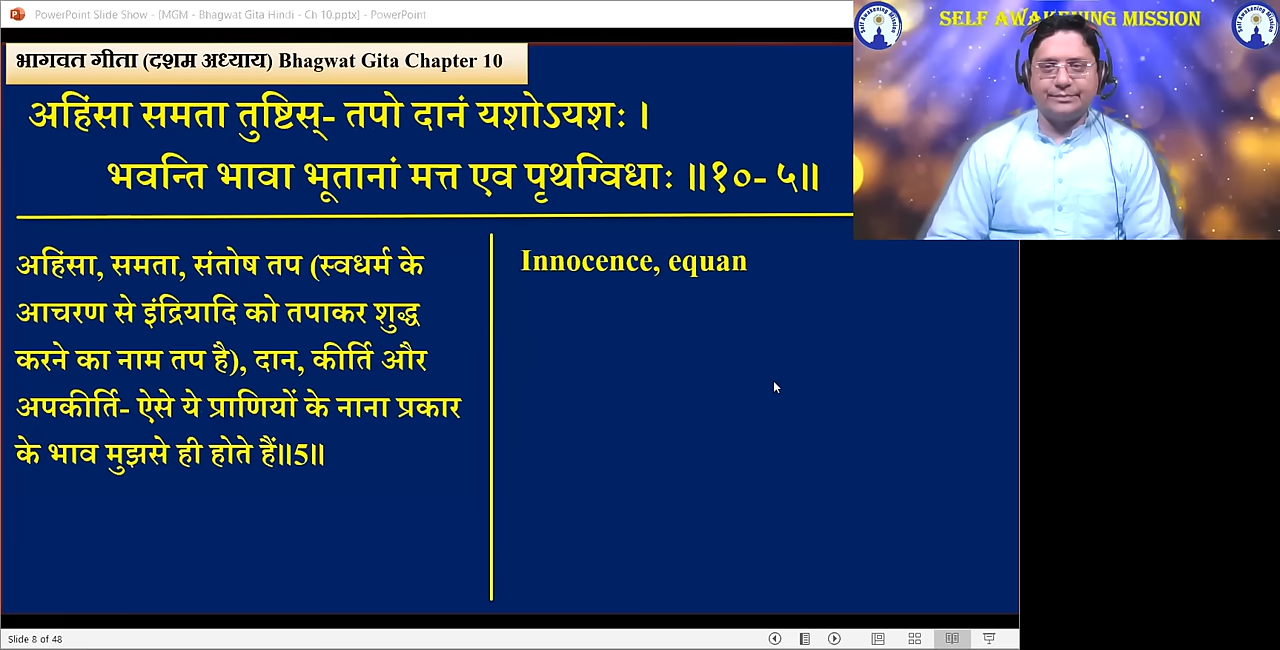 PowerPoint Slide Show - [MGM - Bhagwat Gita Hindi - Ch 10.pptx] - PowerPoint
SELF AWAKENING MISSION
भागवत गीता (दशम अध्याय) Bhagwat Gita Chapter 10
अहिंसा समता तुष्टिस्- तपो दानं यशोऽयशः ।
भवन्ति भावा भूतानां मत्त एव पृथग्विधाः ॥१०- ५॥
अहिंसा, समता, संतोष तप (स्वधर्म के
आचरण से इंद्रियादि को तपाकर शुद्ध
करने का नाम तप है), दान, कीर्ति और
अपकीर्ति- ऐसे ये प्राणियों के नाना प्रकार
के भाव मुझसे ही होते हैं॥5॥
Innocence, equan
Slide 8 of 48